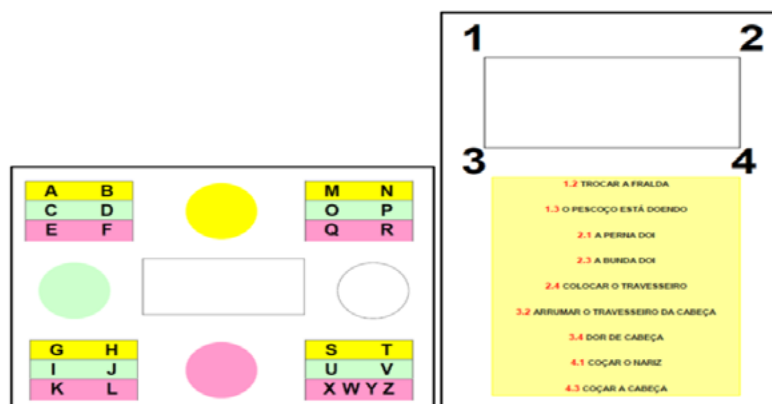 A B
C D
E F
M N
O P
Q R
G H
I J
K L
S T
U V
X W Y Z
1 2
3 4
1.2 TROCAR A FRALDA
1.3 O PESCOÇO ESTÁ DOENDO
2.1 A PERNA DOI
2.3 A BUNDA DOI
2.4 COLOCAR O TRAVESSEIRO
3.2 ARRUMAR O TRAVESSEIRO DA CABEÇA
3.4 DOR DE CABEÇA
4.1 COÇAR O NARIZ
4.3 COÇAR A CABEÇA